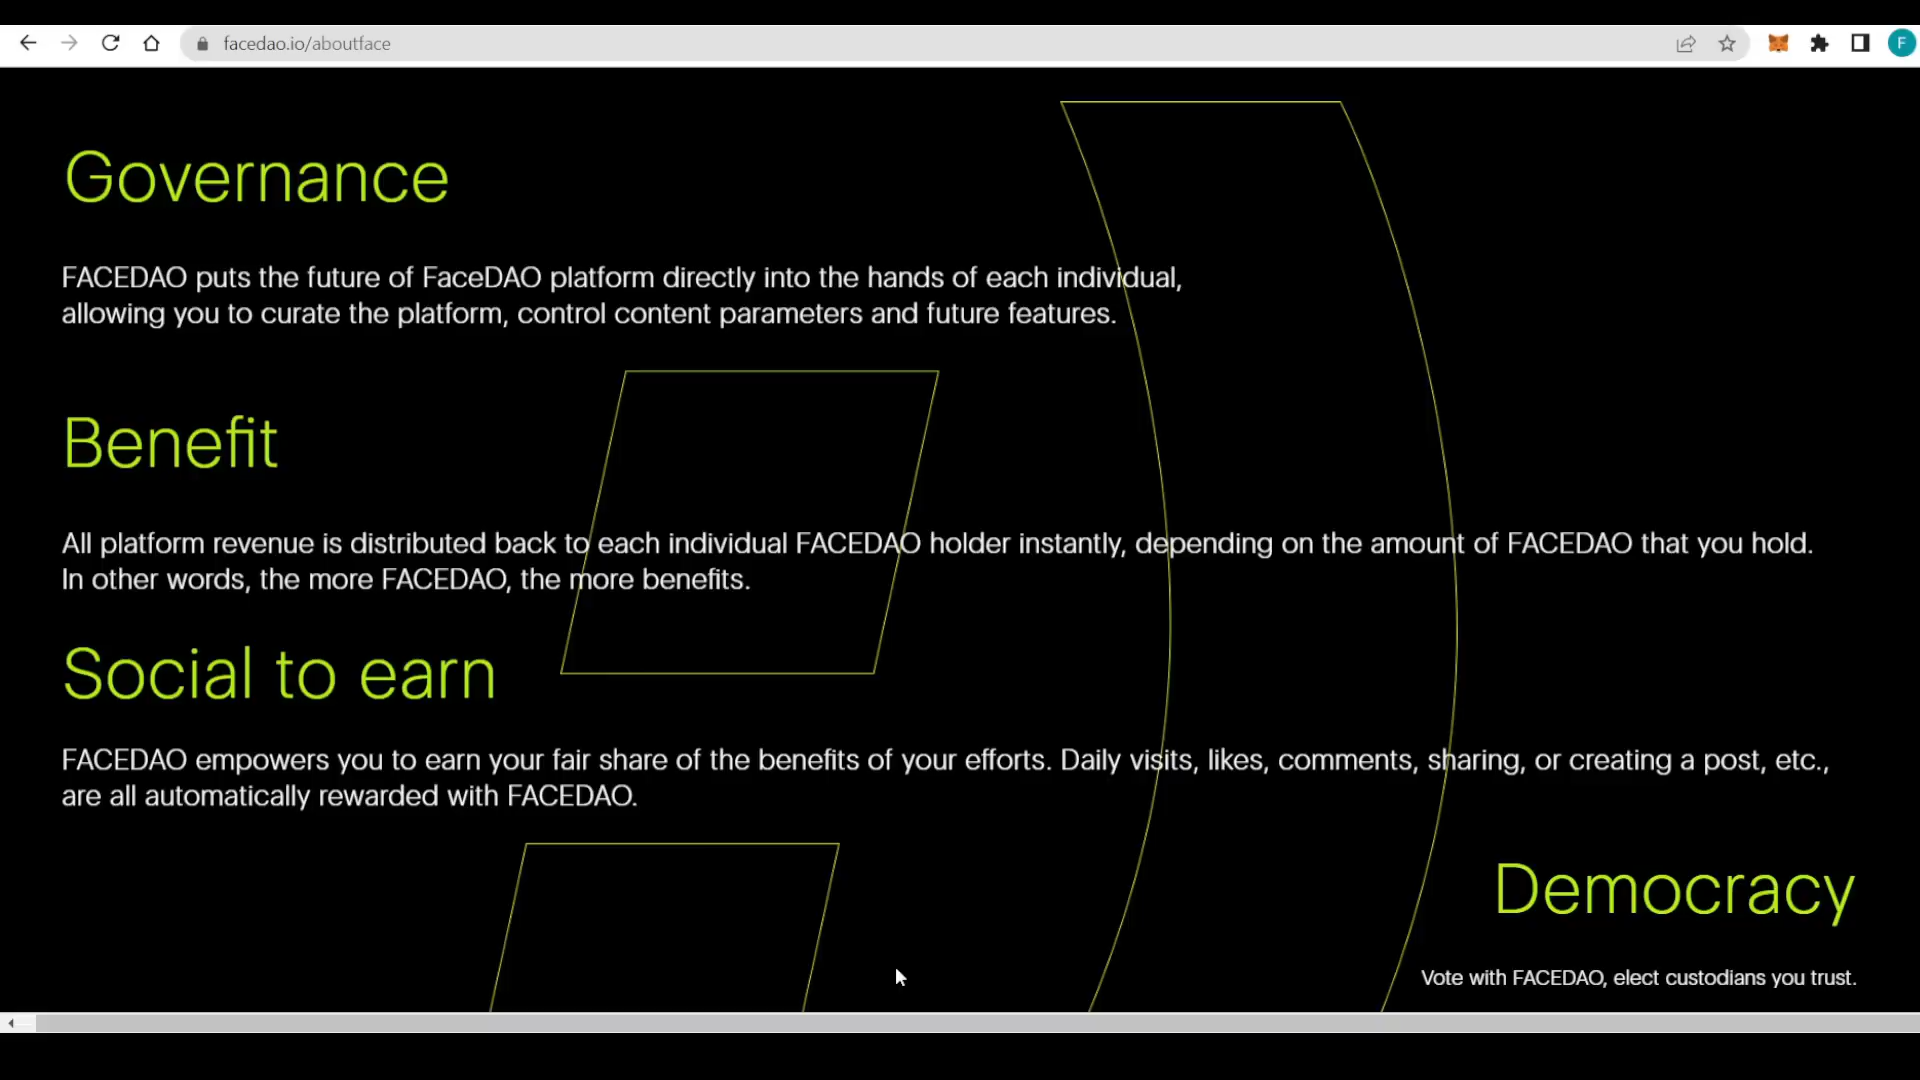 facedao.io/aboutface
F
Governance
FACEDAO puts the future of FaceDAO platform directly into the hands of each individual,
allowing you to curate the platform, control content parameters and future features.
Benefit
All platform revenue is distributed back to each individual FACEDAO holder instantly, depending on the amount of FACEDAO that you hold.
In other words, the more FACEDAO, the more benefits.
Social to earn
FACEDAO empowers you to earn your fair share of the benefits of your efforts. Daily visits, likes, comments, sharing, or creating a post, etc.,
are all automatically rewarded with FACEDAO.
Democracy
Vote with FACEDAO, elect custodians you trust.